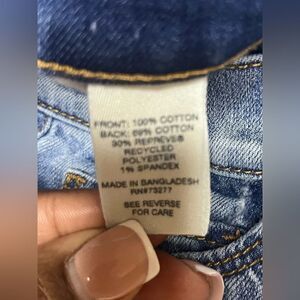 FRONT: 100% COTTON
BACK: 69% COTTON
30% REPREVE®
RECYCLED
POLYESTER
1% SPANDEX
MADE IN BANGLADESH
RN#73277
SEE REVERSE
FOR CARE